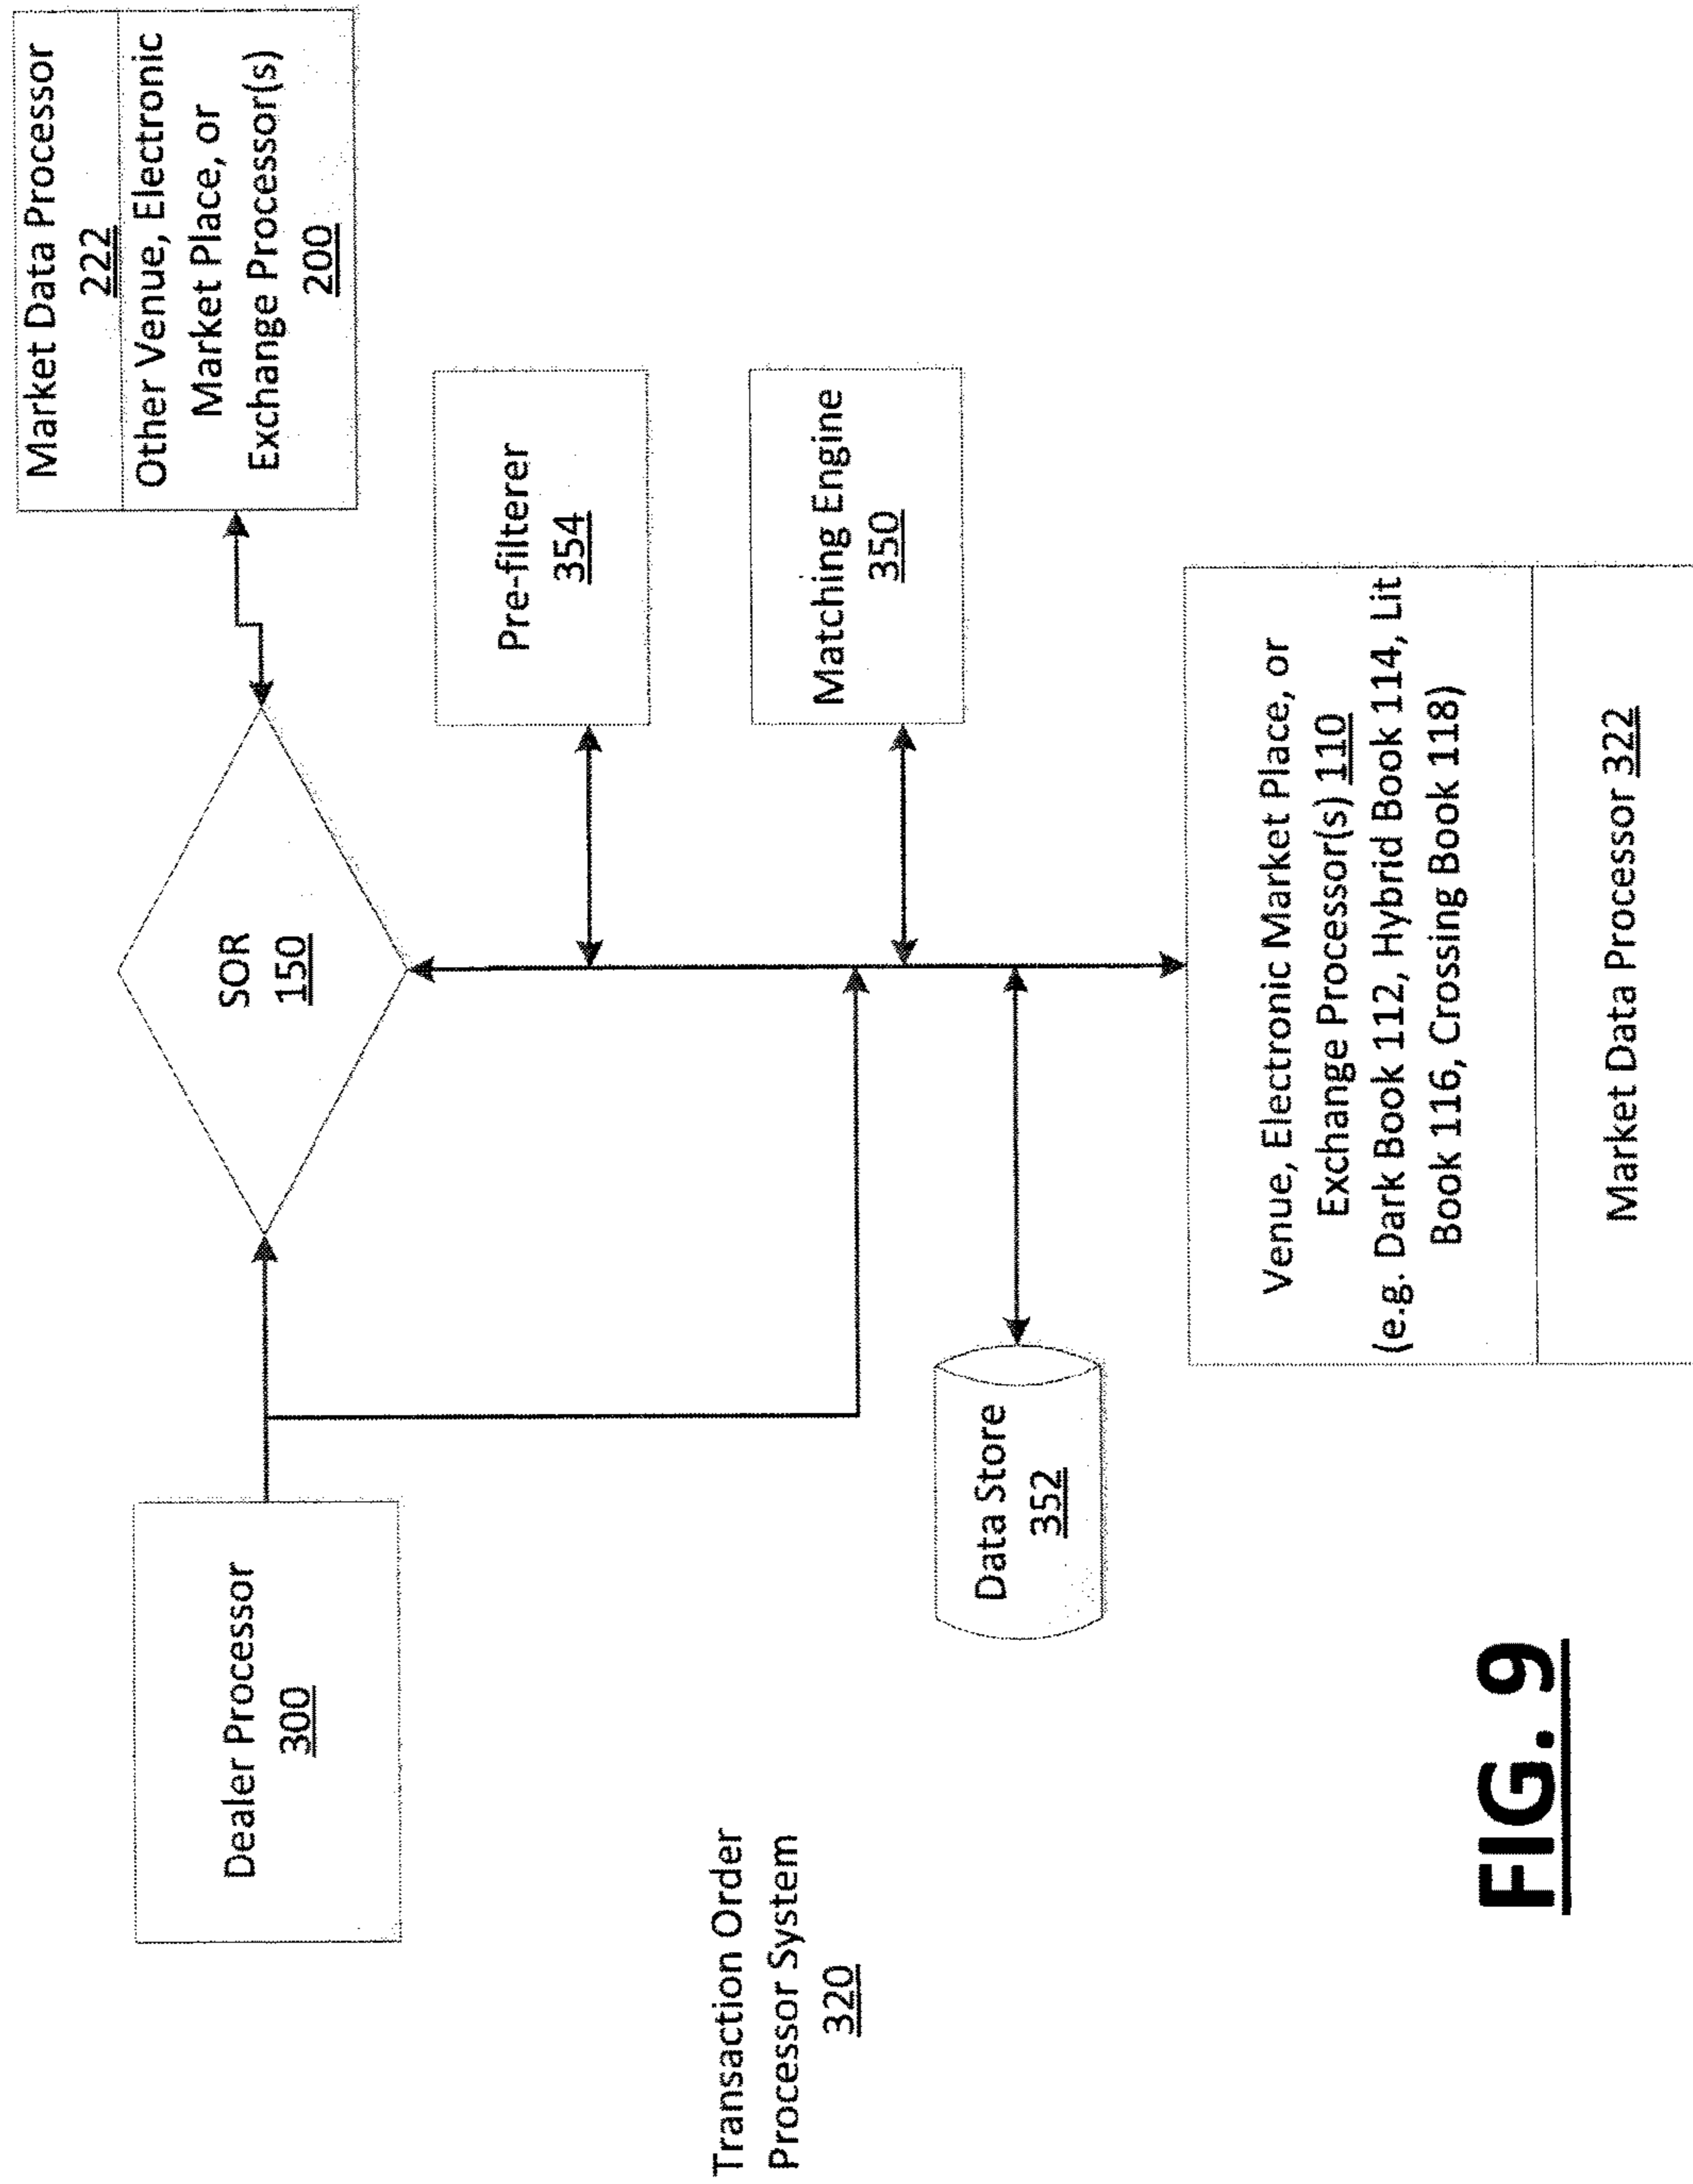 Market Data Processor
222
Other Venue, Electronic
Market Place, or
Exchange Processor(s)
200
SOR
150
Dealer Processor
300
Pre-filterer
354
Matching Engine
350
Transaction Order
Processor System
320
Data Store
352
Venue, Electronic Market Place, or
Exchange Processor(s) 110
(e.g. Dark Book 112, Hybrid Book 114, Lit
Book 116, Crossing Book 118)
Market Data Processor 322
FIG. 9